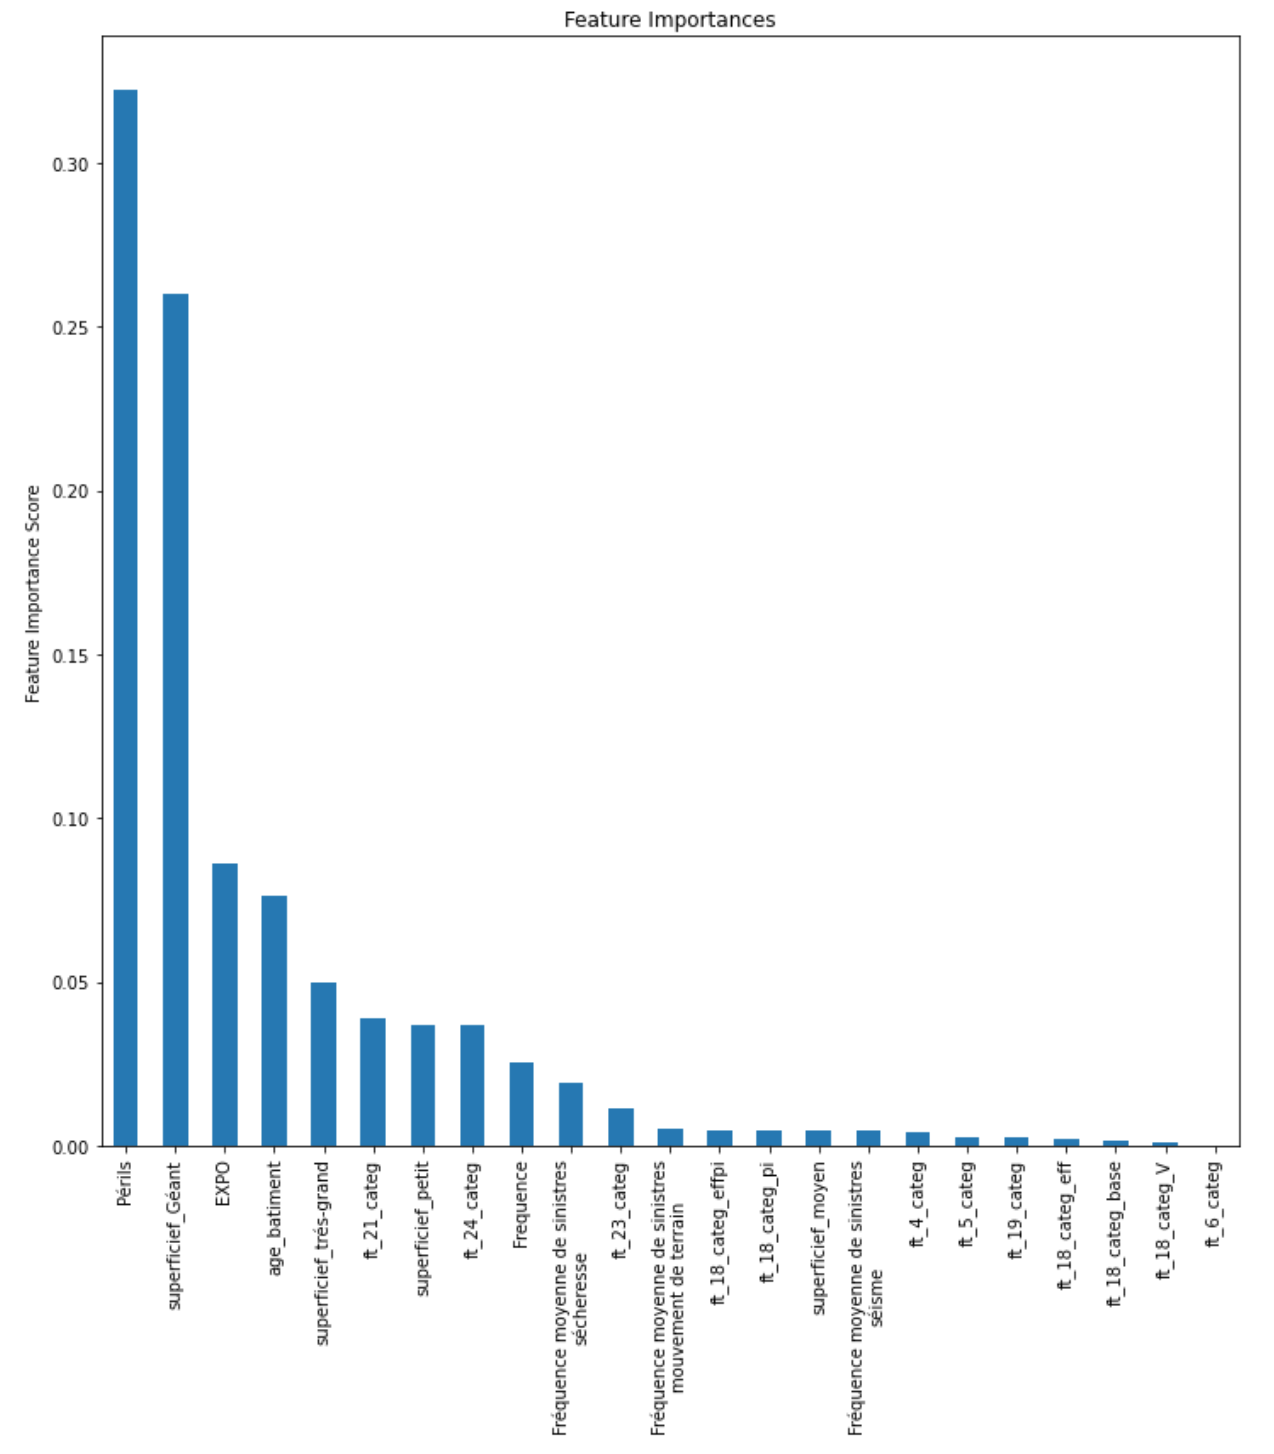 Feature Importances
Feature Importance Score
0.30
0.25
0.20
0.15
0.10
0.05
0.00
Périls
superficief_Géant
EXPO
age_batiment
superficief_trés-grand
ft_21_categ
superficief_petit
ft_24_categ
Frequence
Fréquence moyenne de sinistres
sécheresse
ft_23_categ
Fréquence moyenne de sinistres
mouvement de terrain
ft_18_categ_effpi
ft_18_categ_pi
superficief_moyen
Fréquence moyenne de sinistres
séisme
ft_4_categ
ft_5_categ
ft_19_categ
ft_18_categ_eff
ft_18_categ_base
ft_18_categ_V
ft_6_categ